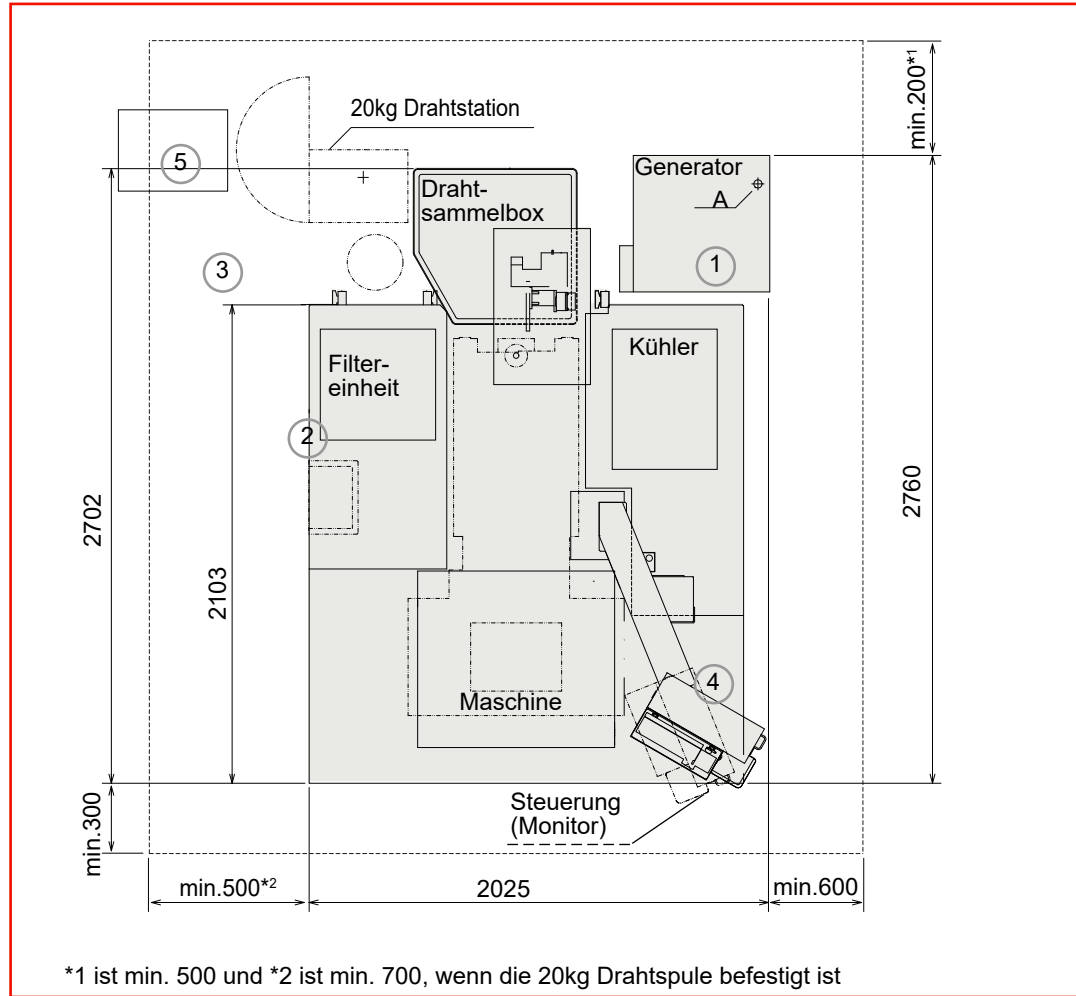 min.200*1
20kg Drahtstation
5
Generator
A
Draht-
sammelbox
1
3
Kühler
Filter-
einheit
2
2702
2103
2760
4
Maschine
Steuerung
(Monitor)
min.300
min.500*2
2025
min.600
*1 ist min. 500 und *2 ist min. 700, wenn die 20kg Drahtspule befestigt ist